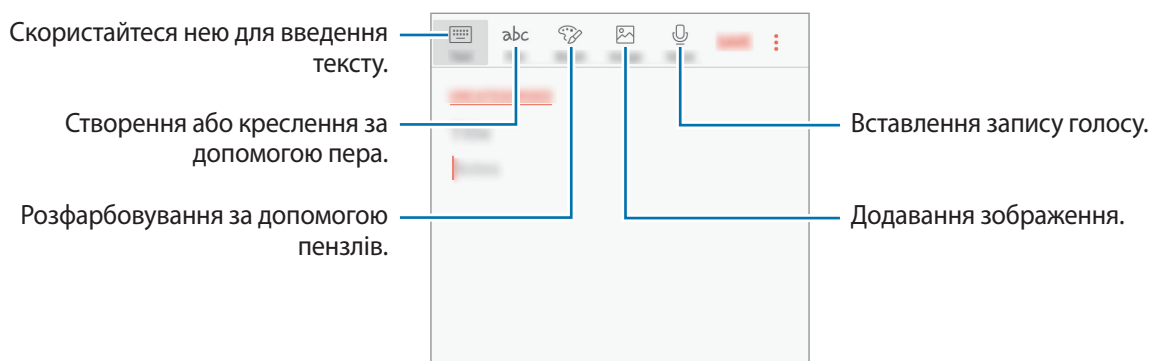 Скористайтеся нею для введення
тексту.
abc
Створення або креслення за
допомогою пера.
Вставлення запису голосу.
Розфарбовування за допомогою
пензлів.
Додавання зображення.